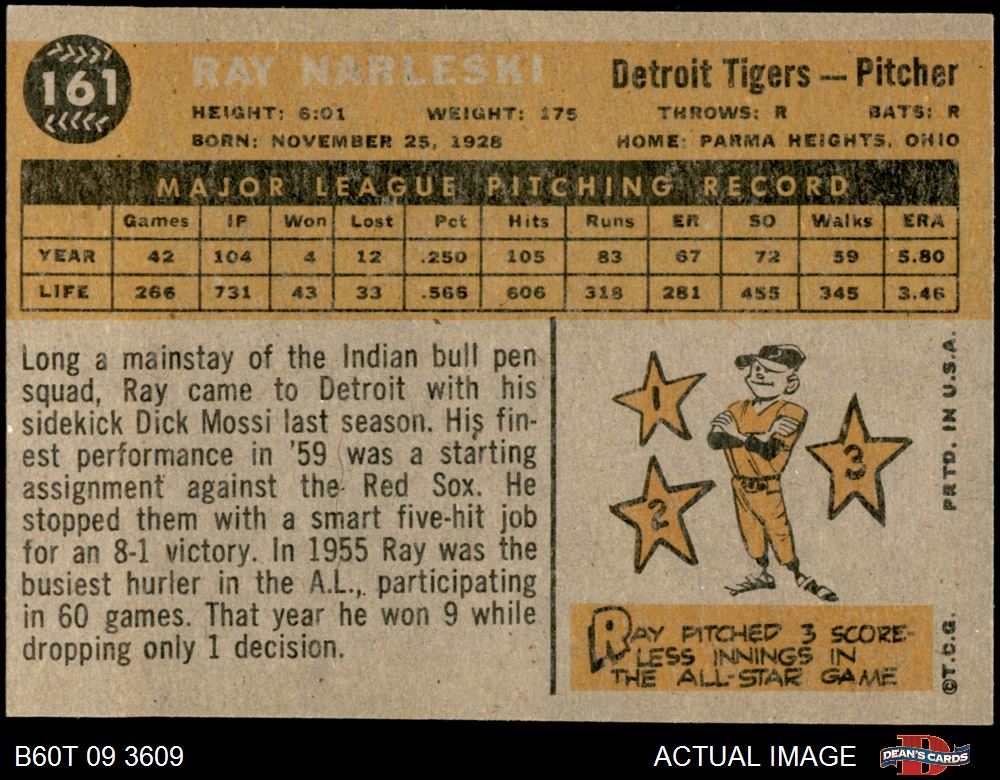 161
RAY NARLESKI
Detroit Tigers — Pitcher
HEIGHT: 6:01 WEIGHT: 175 THROWS: R BATS: R
BORN: NOVEMBER 25, 1928 HOME: PARMA HEIGHTS, OHIO
MAJOR LEAGUE PITCHING RECORD
Games IP Won Lost Pct Hits Runs ER SO Walks ERA
YEAR 42 104 4 12 .250 105 83 67 72 59 5.80
LIFE 266 731 43 33 .566 606 318 281 455 345 3.46
Long a mainstay of the Indian bull pen
squad, Ray came to Detroit with his
sidekick Dick Mossi last season. His fin-
est performance in '59 was a starting
assignment against the Red Sox. He
stopped them with a smart five-hit job
for an 8-1 victory. In 1955 Ray was the
busiest hurler in the A.L., participating
in 60 games. That year he won 9 while
dropping only 1 decision.
1
2
3
RAY PITCHED 3 SCORE-
LESS INNINGS IN
THE ALL-STAR GAME
©T.C.G. PRTD. IN U.S.A.
B60T 09 3609
ACTUAL IMAGE
DEAN'S CARDS